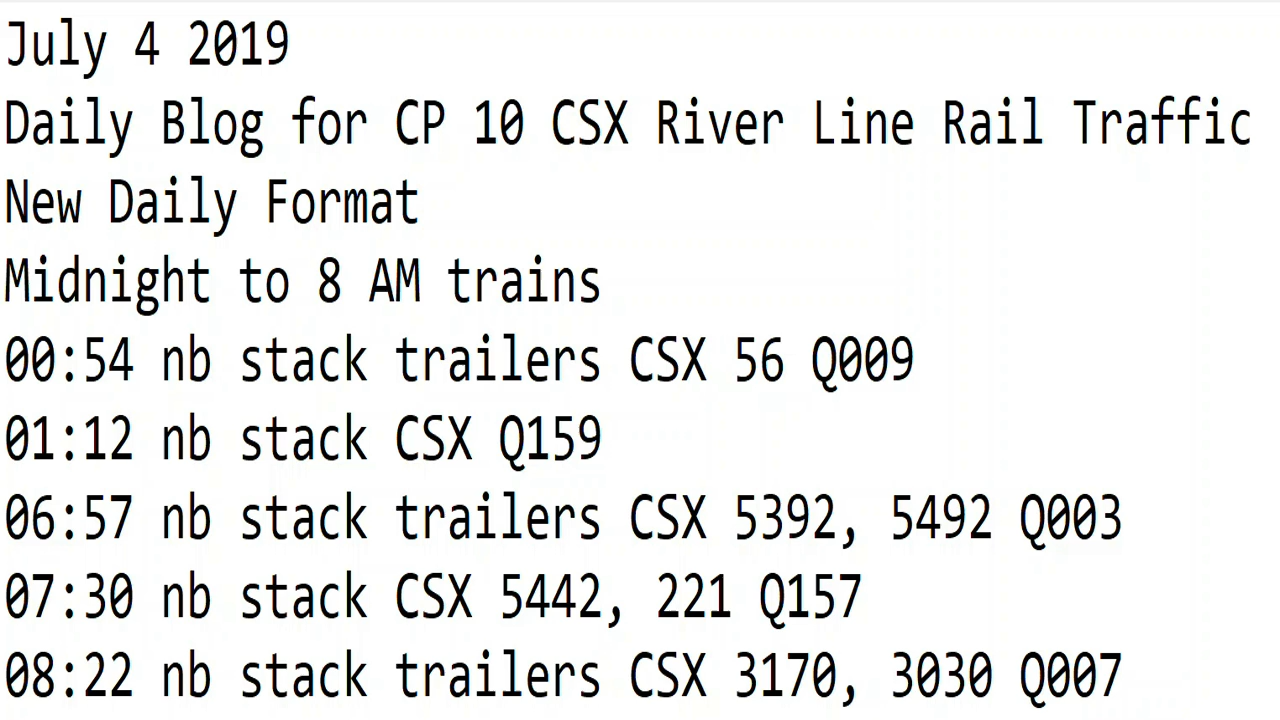 July 4 2019
Daily Blog for CP 10 CSX River Line Rail Traffic
New Daily Format
Midnight to 8 AM trains
00:54 nb stack trailers CSX 56 Q009
01:12 nb stack CSX Q159
06:57 nb stack trailers CSX 5392, 5492 Q003
07:30 nb stack CSX 5442, 221 Q157
08:22 nb stack trailers CSX 3170, 3030 Q007